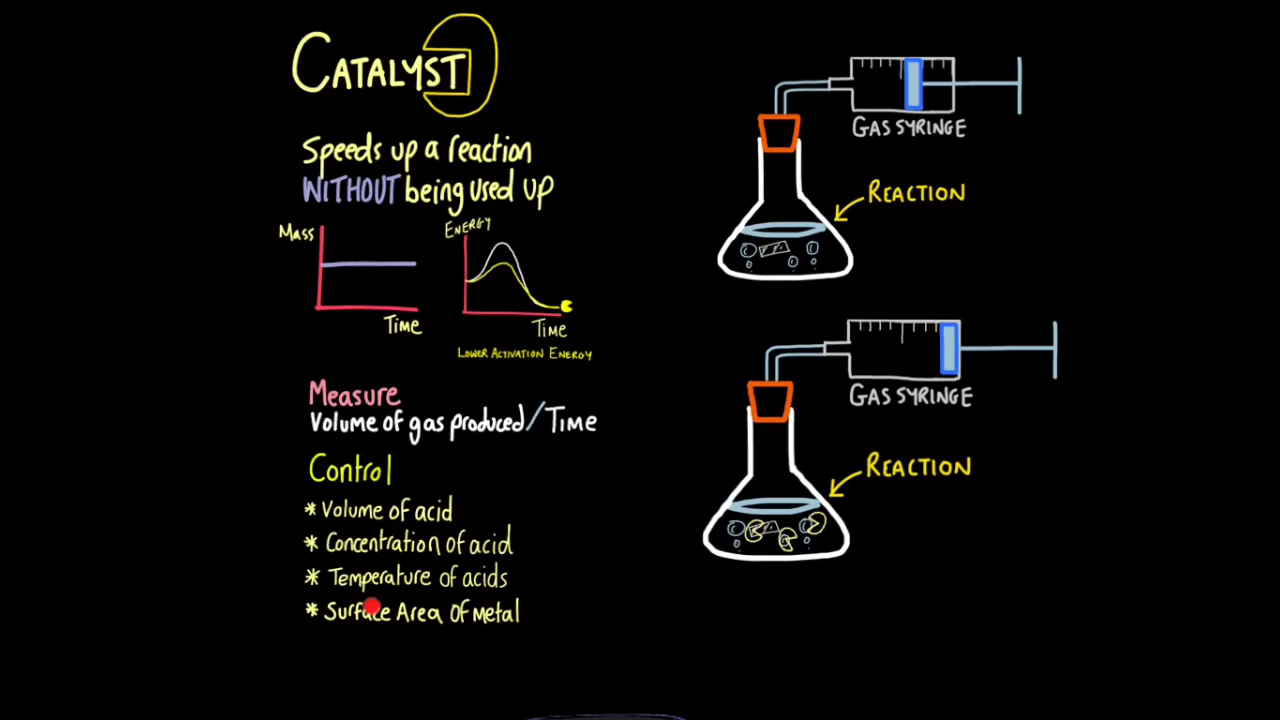 CATALYST
Speeds up a reaction
WITHOUT being used up
Mass
Time
ENERGY
Time
LOWER ACTIVATION ENERGY
Measure
Volume of gas produced/Time
Control
* Volume of acid
* Concentration of acid
* Temperature of acids
* Surface Area of Metal
GAS SYRINGE
REACTION
GAS SYRINGE
REACTION